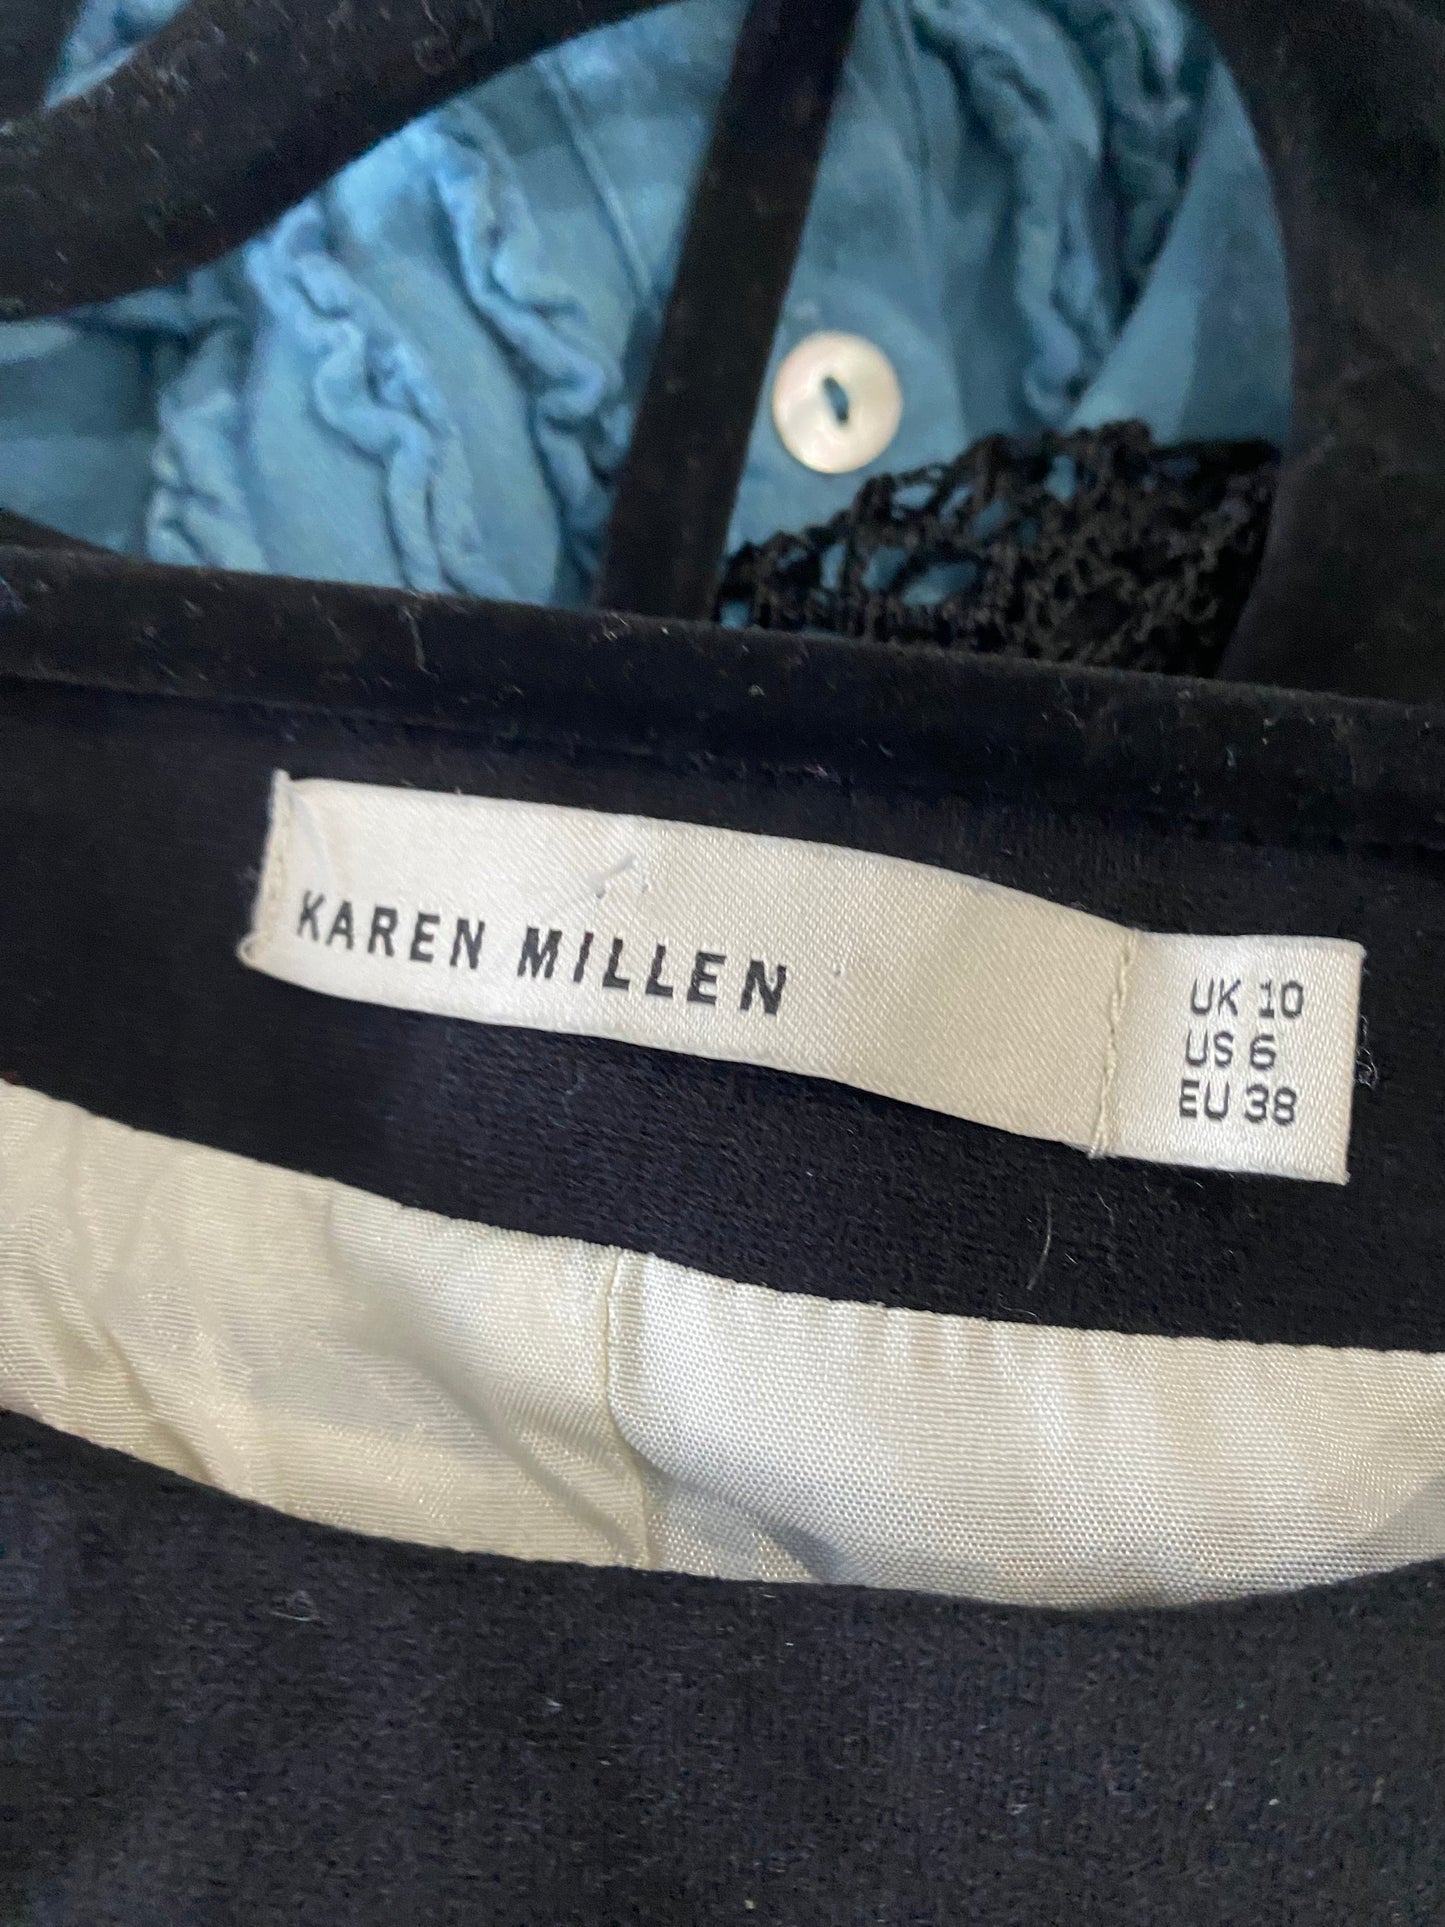 KAREN MILLEN
UK 10
US 6
EU 38